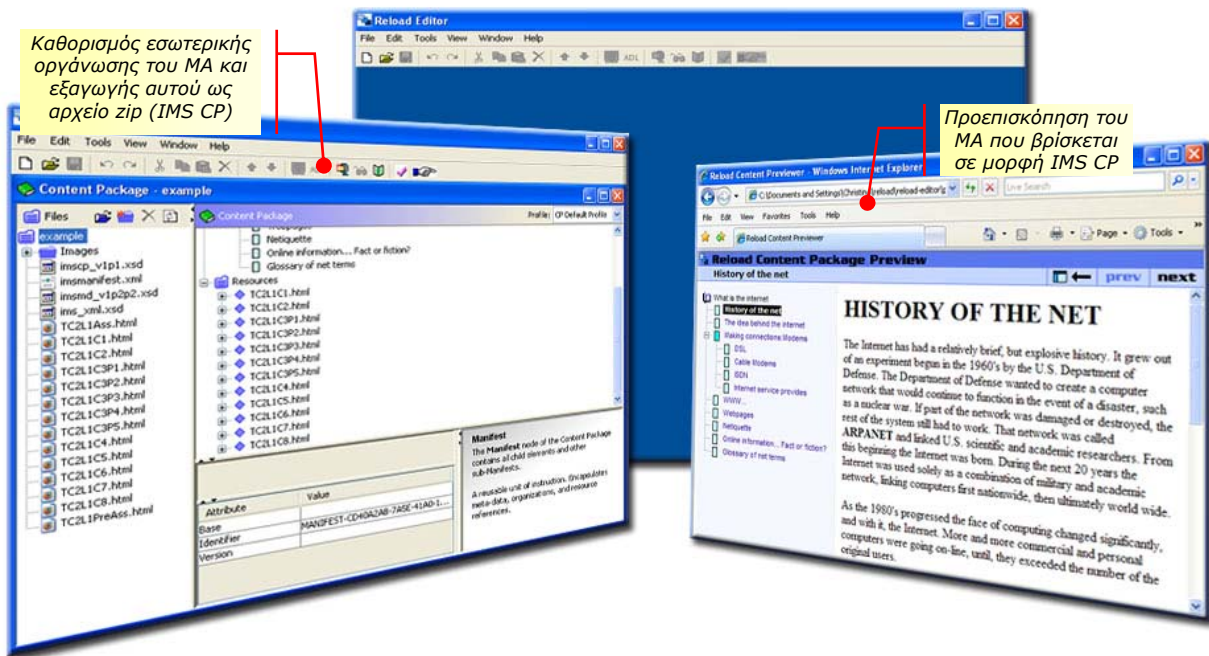 Καθορισμός εσωτερικής
οργάνωσης του ΜΑ και
εξαγωγής αυτού ως
αρχείο zip (IMS CP)
Reload Editor
File Edit Tools View Window Help
ADL
Προεπισκόπηση του
ΜΑ που βρίσκεται
σε μορφή IMS CP
File Edit Tools View Window Help
Content Package - example
Files
example
Images
imscp_v1p1.xsd
imsmanifest.xml
imsmd_v1p2p2.xsd
ims_xml.xsd
TC2L1Ass.html
TC2L1C1.html
TC2L1C2.html
TC2L1C3P1.html
TC2L1C3P2.html
TC2L1C3P3.html
TC2L1C3P4.html
TC2L1C3P5.html
TC2L1C4.html
TC2L1C5.html
TC2L1C6.html
TC2L1C7.html
TC2L1C8.html
TC2L1PreAss.html
Content Package Profile: CP Default Profile
Webpages
Netiquette
Online information... Fact or fiction?
Glossary of net terms
Resources
TC2L1C1.html
TC2L1C2.html
TC2L1C3P1.html
TC2L1C3P2.html
TC2L1C3P3.html
TC2L1C3P4.html
TC2L1C3P5.html
TC2L1C4.html
TC2L1C5.html
TC2L1C6.html
TC2L1C7.html
TC2L1C8.html
Attribute Value
Base
Identifier MANIFEST-CD40A2AB-7A5E-41A0-1...
Version
Manifest
The Manifest node of the Content Package
contains all child elements and other
sub-Manifests.
A reusable unit of instruction. Encapsulates
meta-data, organizations, and resource
references.
Reload Content Previewer - Windows Internet Explorer
C:\Documents and Settings\Christina\reload\reload-editor\
Live Search
File Edit View Favorites Tools Help
Reload Content Previewer
Page Tools
Reload Content Package Preview
History of the net
prev next
What is the internet
History of the net
The idea behind the internet
Making connections: Modems
DSL
Cable Modems
ISDN
Internet service provides
WWW...
Webpages
Netiquette
Online information... Fact or fiction?
Glossary of net terms
HISTORY OF THE NET
The Internet has had a relatively brief, but explosive history. It grew out
of an experiment begun in the 1960's by the U.S. Department of
Defense. The Department of Defense wanted to create a computer
network that would continue to function in the event of a disaster, such
as a nuclear war. If part of the network was damaged or destroyed, the
rest of the system still had to work. That network was called
ARPANET and linked U.S. scientific and academic researchers. From
this beginning the Internet was born. During the next 20 years the
Internet was used solely as a combination of military and academic
network, linking computers first nationwide, then ultimately world wide.
As the 1980's progressed the face of computing changed significantly,
and with it, the Internet. More and more commercial and personal
computers were going on-line, until, they exceeded the number of the
original users.